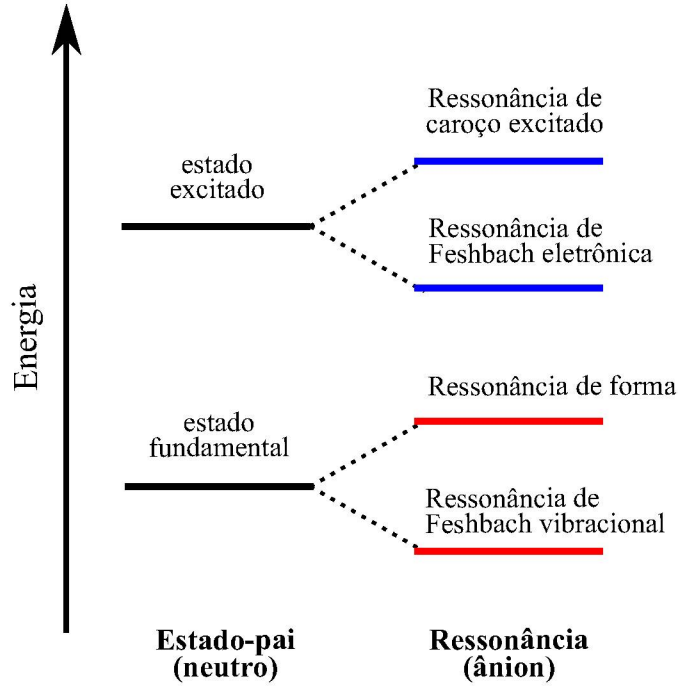 Ressonância de
caroço excitado
estado
excitado
Ressonância de
Feshbach eletrônica
Energia
Ressonância de forma
estado
fundamental
Ressonância de
Feshbach vibracional
Estado-pai
(neutro)
Ressonância
(ânion)